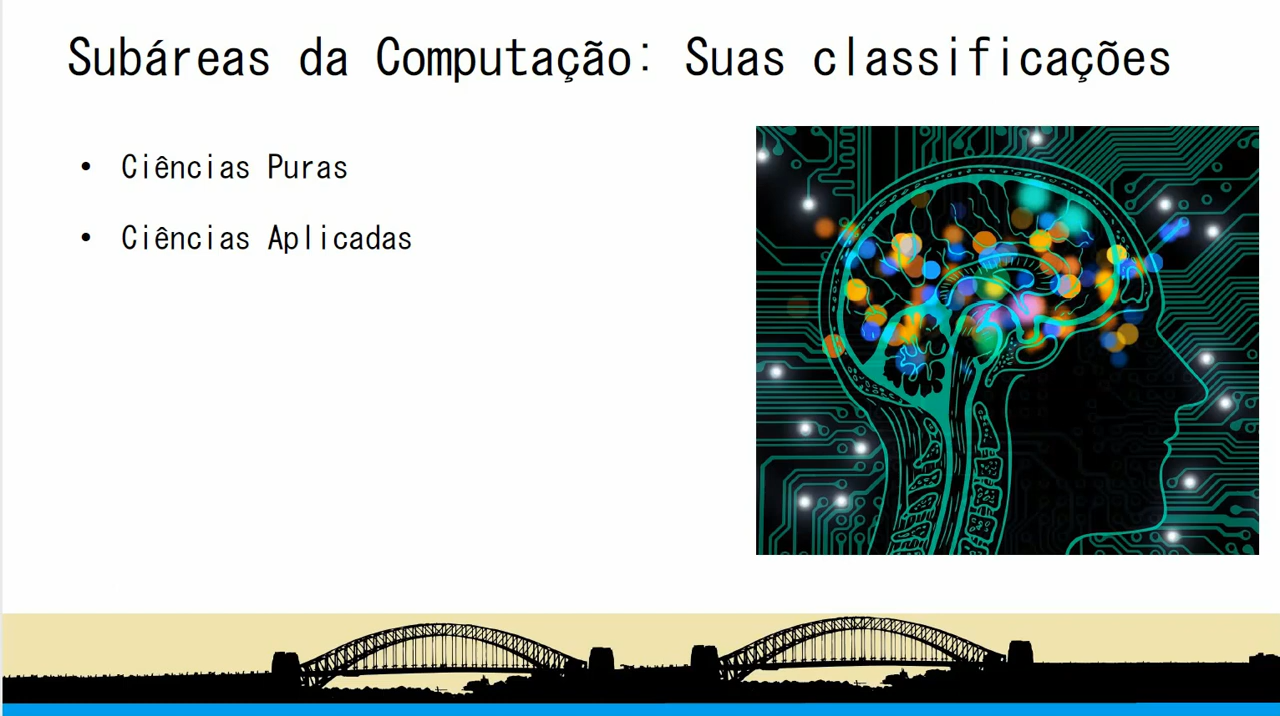 Subáreas da Computação: Suas classificações
• Ciências Puras
• Ciências Aplicadas